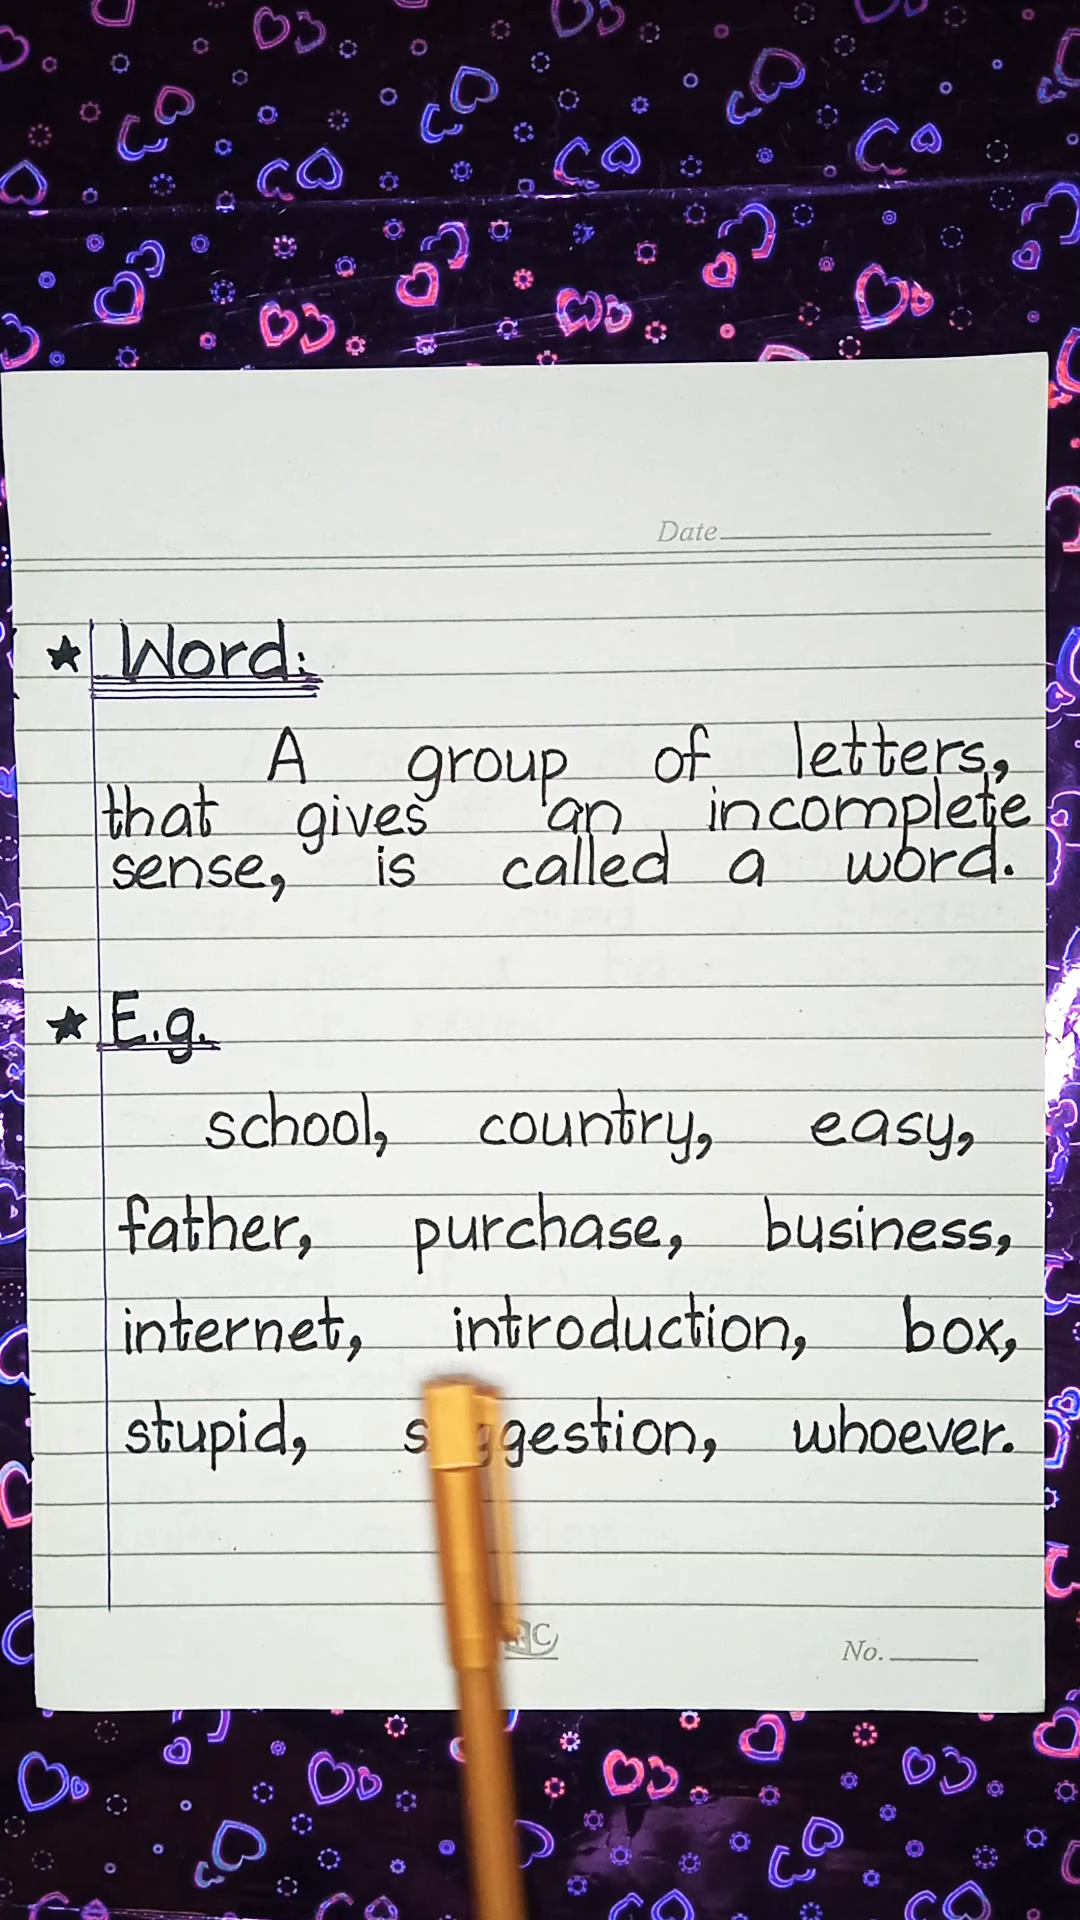 Date
Word:
A group of letters,
that gives an incomplete
sense, is called a word.
E.g.
school, country, easy,
father, purchase, business,
internet, introduction, box,
stupid, suggestion, whoever.
No.